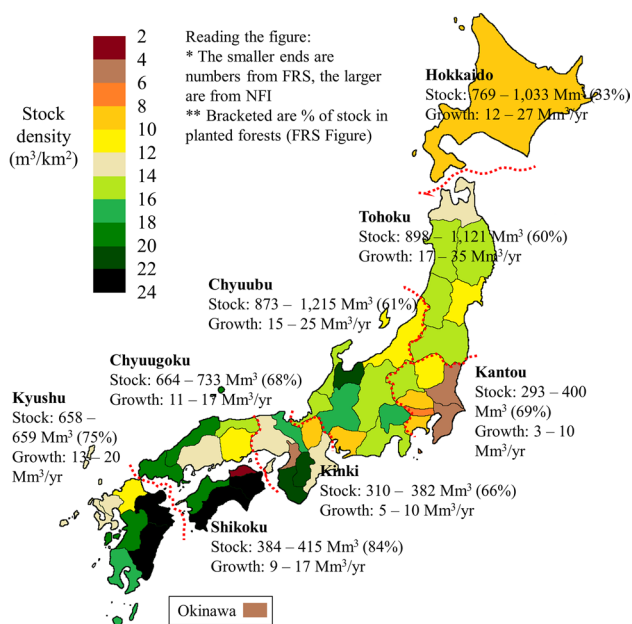 2
4
6
8
10
12
14
16
18
20
22
24
Stock
density
(m³/km²)
Reading the figure:
* The smaller ends are
numbers from FRS, the larger
are from NFI
** Bracketed are % of stock in
planted forests (FRS Figure)
Hokkaido
Stock: 769 – 1,033 Mm³ (33%)
Growth: 12 – 27 Mm³/yr
Tohoku
Stock: 898 – 1,121 Mm³ (60%)
Growth: 17 – 35 Mm³/yr
Chyuubu
Stock: 873 – 1,215 Mm³ (61%)
Growth: 15 – 25 Mm³/yr
Chyuugoku
Stock: 664 – 733 Mm³ (68%)
Growth: 11 – 17 Mm³/yr
Kantou
Stock: 293 – 400
Mm³ (69%)
Growth: 3 – 10
Mm³/yr
Kyushu
Stock: 658 –
659 Mm³ (75%)
Growth: 13 – 20
Mm³/yr
Kinki
Stock: 310 – 382 Mm³ (66%)
Growth: 5 – 10 Mm³/yr
Shikoku
Stock: 384 – 415 Mm³ (84%)
Growth: 9 – 17 Mm³/yr
Okinawa